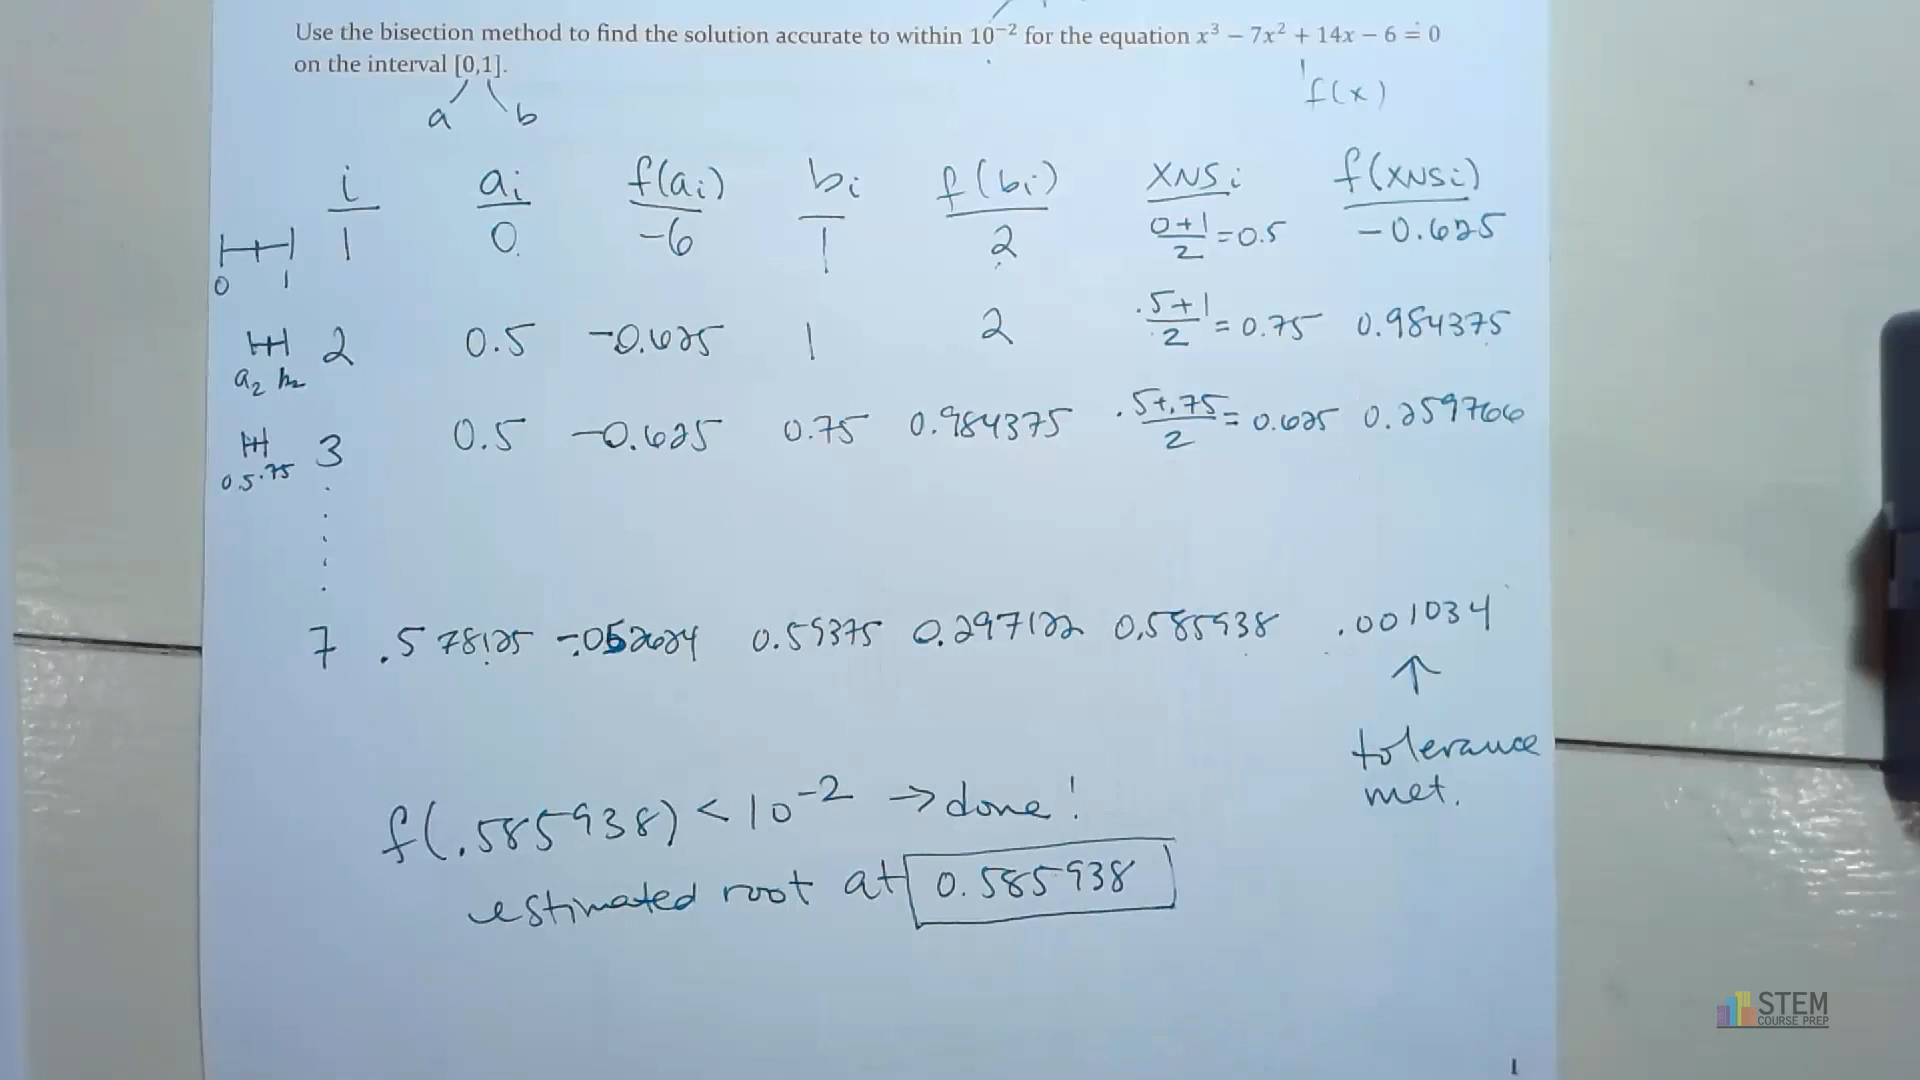 Use the bisection method to find the solution accurate to within 10⁻² for the equation x³ − 7x² + 14x − 6 = 0
on the interval [0,1].
f(x)
a b
i aᵢ f(aᵢ) bᵢ f(bᵢ) XNSᵢ f(XNSᵢ)
1 0 -6 1 2 0+1/2 = 0.5 -0.625
0 1
2 0.5 -0.625 1 2 .5+1/2 = 0.75 0.984375
a₂ b₂
3 0.5 -0.625 0.75 0.984375 .5+.75/2 = 0.625 0.259766
0.5 .75
7 .578125 -.052624 0.59375 0.297122 0.585938 .001034
↑
tolerance
met.
f(.585938) < 10⁻² → done!
estimated root at 0.585938
STEM
COURSE PREP
1